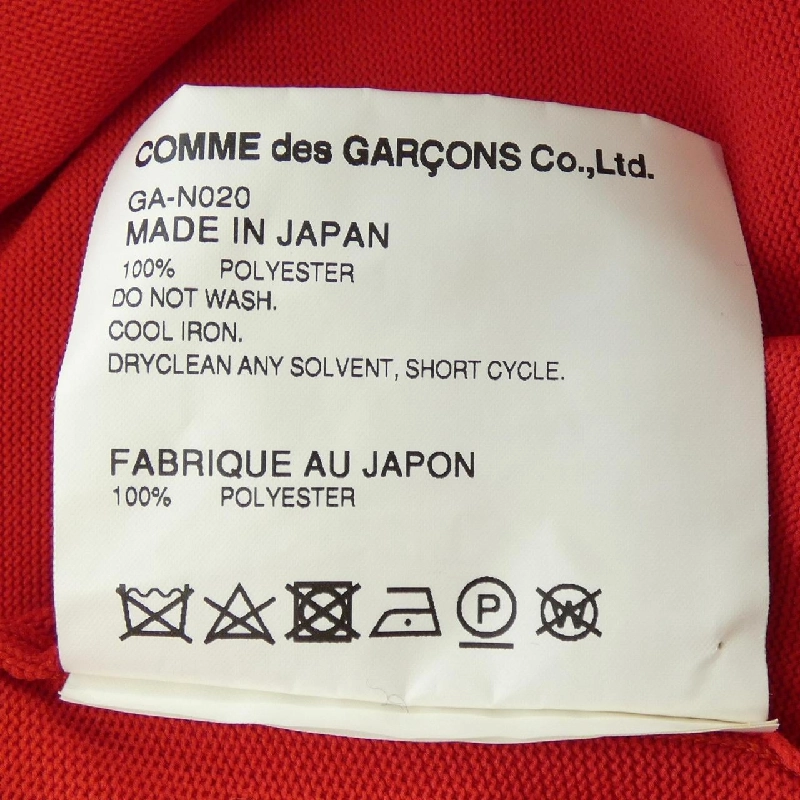 COMME des GARÇONS Co.,Ltd.
GA-N020
MADE IN JAPAN
100% POLYESTER
DO NOT WASH.
COOL IRON.
DRYCLEAN ANY SOLVENT, SHORT CYCLE.
FABRIQUE AU JAPON
100% POLYESTER
P W